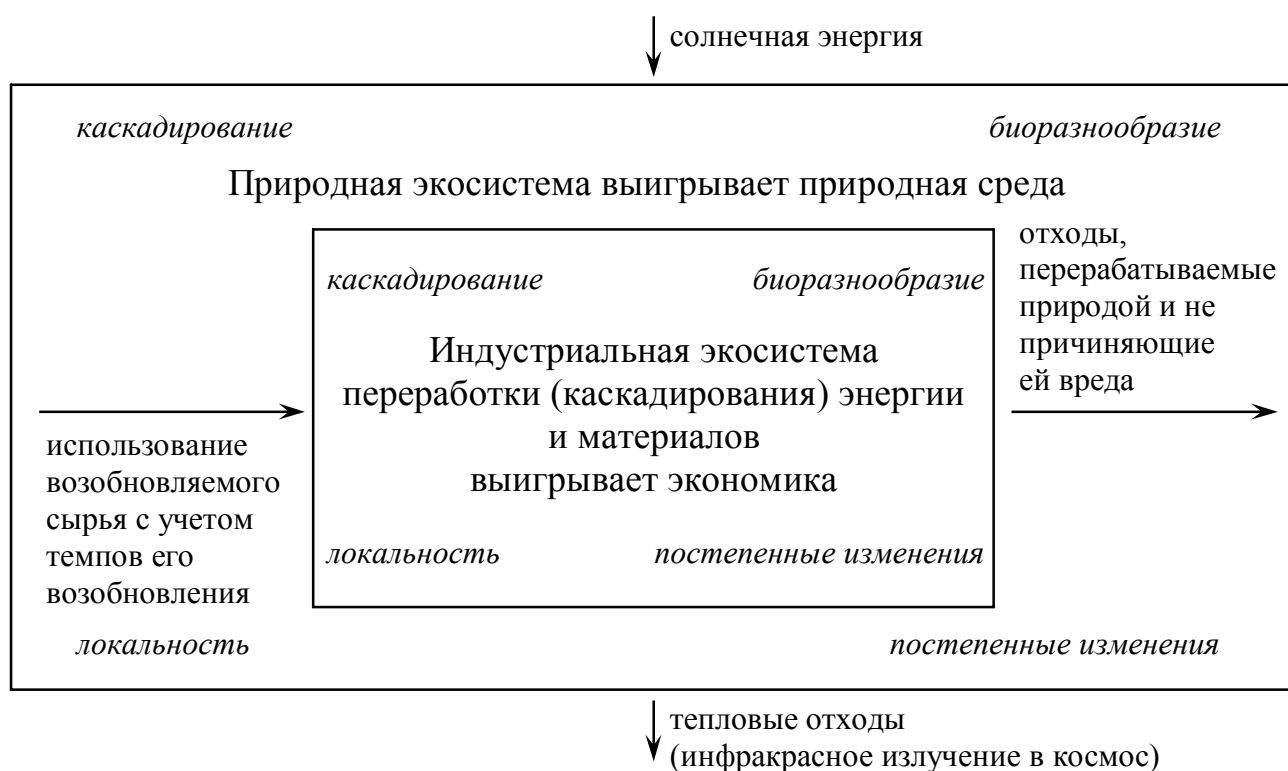 солнечная энергия
каскадирование
биоразнообразие
Природная экосистема выигрывает природная среда
отходы,
перерабатываемые
природой и не
причиняющие
ей вреда
каскадирование
биоразнообразие
Индустриальная экосистема
переработки (каскадирования) энергии
и материалов
выигрывает экономика
использование
возобновляемого
сырья с учетом
темпов его
возобновления
локальность
постепенные изменения
локальность
постепенные изменения
тепловые отходы
(инфракрасное излучение в космос)